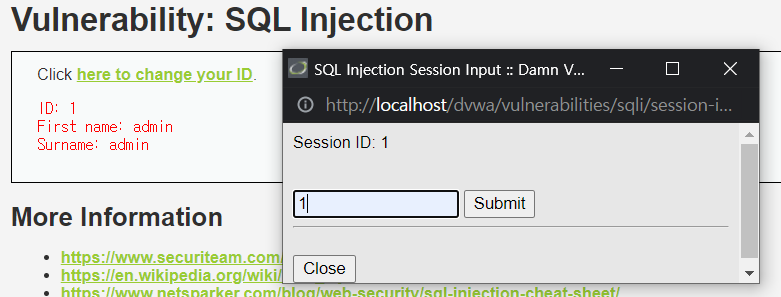 Vulnerability: SQL Injection
Click here to change your ID.
ID: 1
First name: admin
Surname: admin
More Information
https://www.securiteam.com/
https://en.wikipedia.org/wiki/
https://www.netsparker.com/blog/web-security/sql-injection-cheat-sheet/
SQL Injection Session Input :: Damn V...
http://localhost/dvwa/vulnerabilities/sqli/session-i...
Session ID: 1
1
Submit
Close